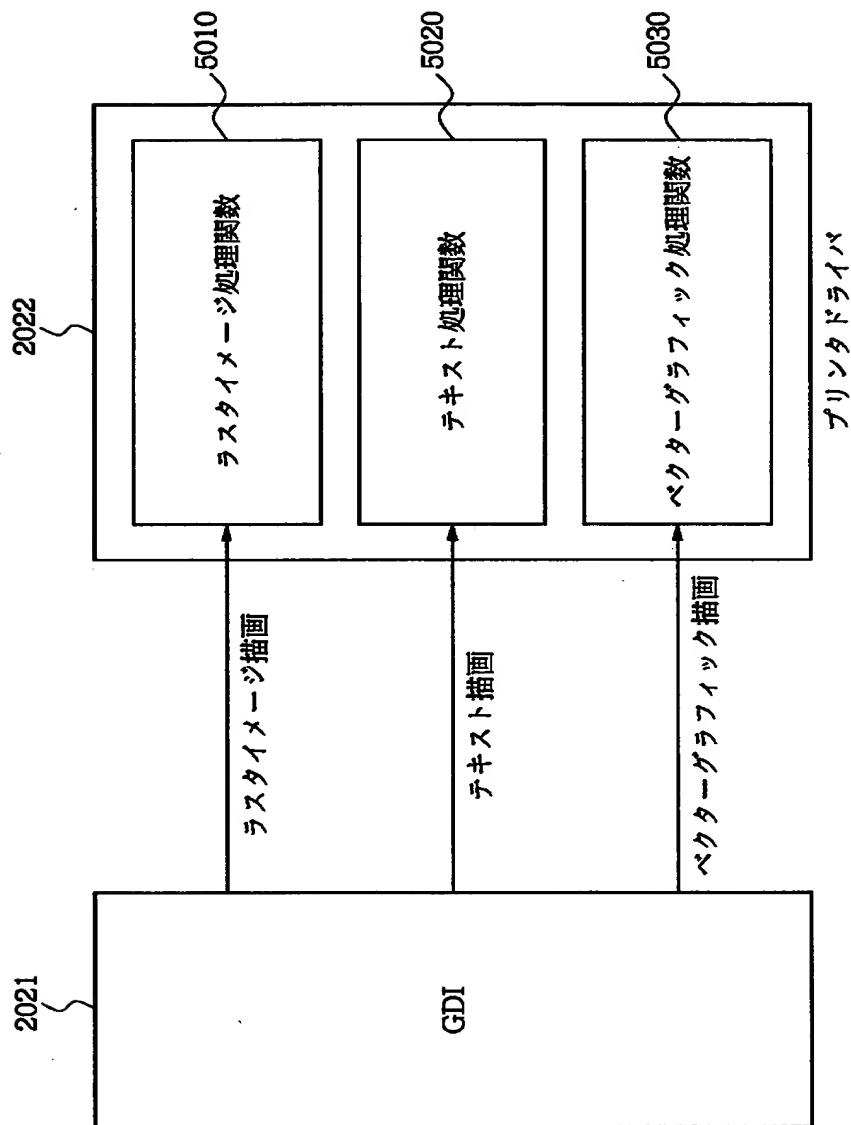 2021
GDI
ラスタイメージ描画
テキスト描画
ベクターグラフィック描画
2022
ラスタイメージ処理関数
5010
テキスト処理関数
5020
ベクターグラフィック処理関数
5030
プリンタドライバ